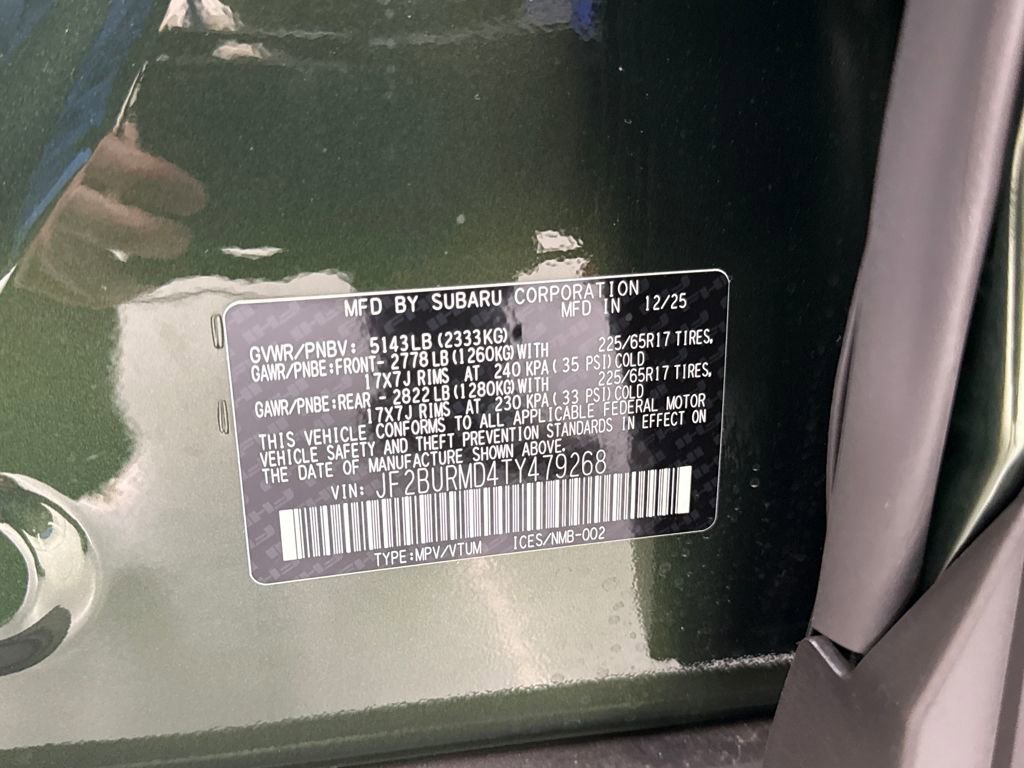 MFD BY SUBARU CORPORATION
MFD IN 12/25
GVWR/PNBV: 5143LB(2333KG)
GAWR/PNBE:FRONT- 2778LB(1260KG)WITH 225/65R17 TIRES,
17X7J RIMS AT 240 KPA( 35 PSI)COLD
GAWR/PNBE:REAR - 2822LB(1280KG)WITH 225/65R17 TIRES,
17X7J RIMS AT 230 KPA( 33 PSI)COLD
THIS VEHICLE CONFORMS TO ALL APPLICABLE FEDERAL MOTOR
VEHICLE SAFETY AND THEFT PREVENTION STANDARDS IN EFFECT ON
THE DATE OF MANUFACTURE SHOWN ABOVE.
VIN: JF2BURMD4TY479268
TYPE:MPV/VTUM ICES/NMB-002